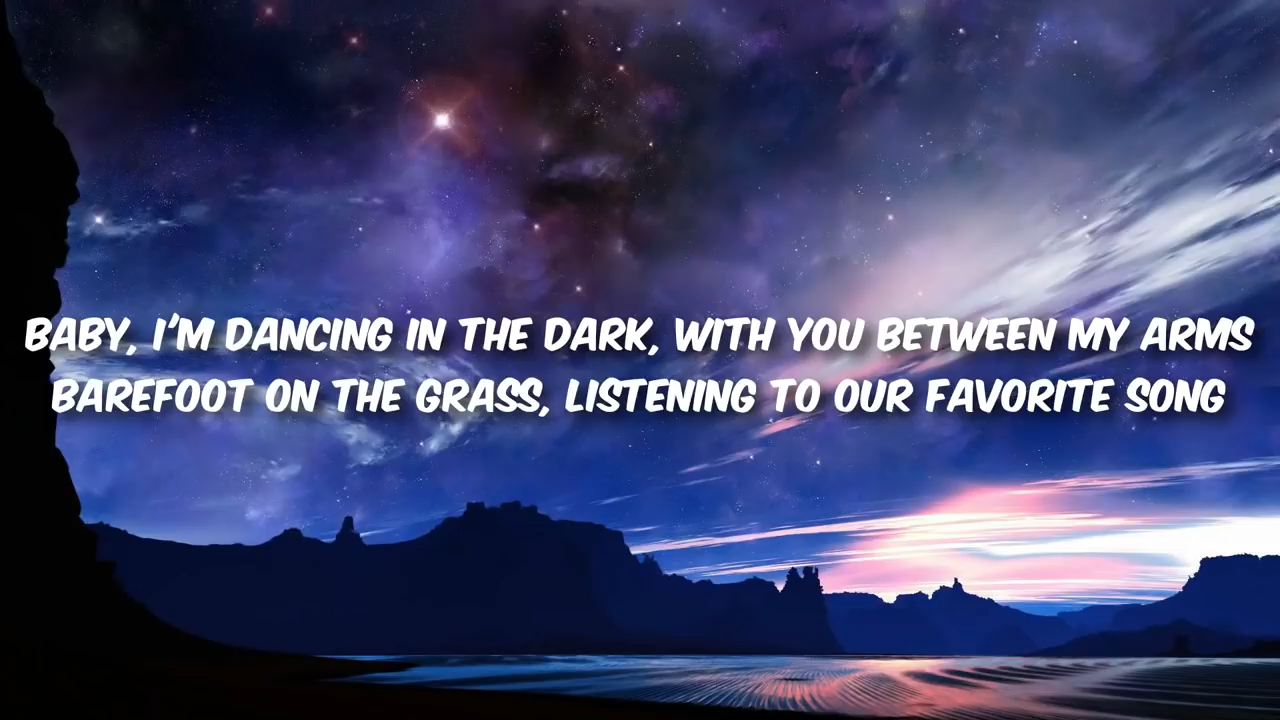 BABY, I'M DANCING IN THE DARK, WITH YOU BETWEEN MY ARMS
BAREFOOT ON THE GRASS, LISTENING TO OUR FAVORITE SONG